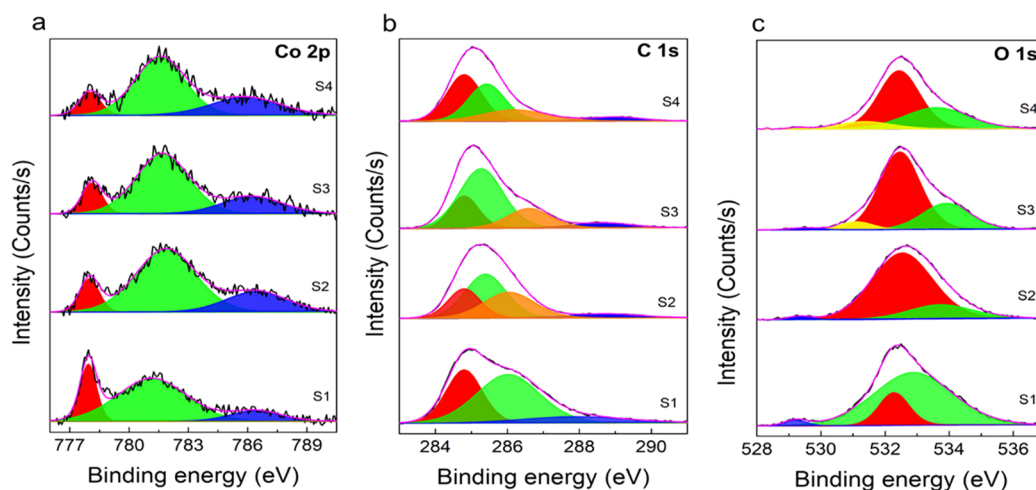 a
Co 2p
S4
S3
S2
S1
Intensity (Counts/s)
777 780 783 786 789
Binding energy (eV)
b
C 1s
S4
S3
S2
S1
Intensity (Counts/s)
284 286 288 290
Binding energy (eV)
c
O 1s
S4
S3
S2
S1
Intensity (Counts/s)
528 530 532 534 536
Binding energy (eV)